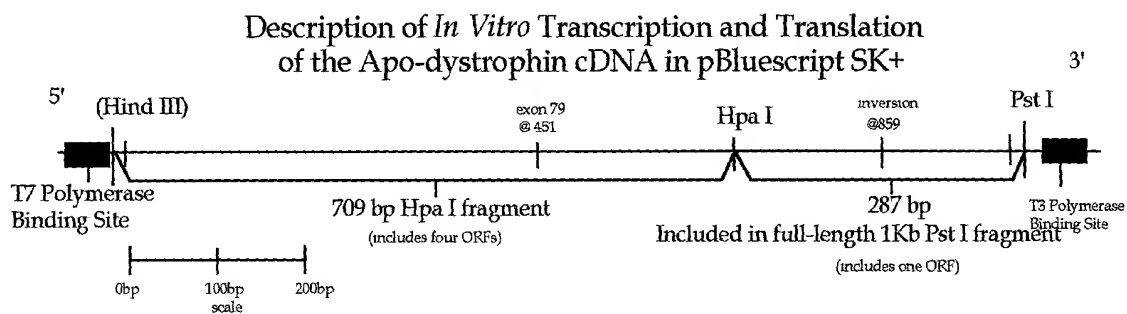 Description of In Vitro Transcription and Translation
of the Apo-dystrophin cDNA in pBluescript SK+
5'
3'
(Hind III)
exon 79
@ 451
Hpa I
inversion
@859
Pst I
T7 Polymerase
Binding Site
709 bp Hpa I fragment
(includes four ORFs)
287 bp
Included in full-length 1Kb Pst I fragment
(includes one ORF)
T3 Polymerase
Binding Site
0bp
100bp
200bp
scale